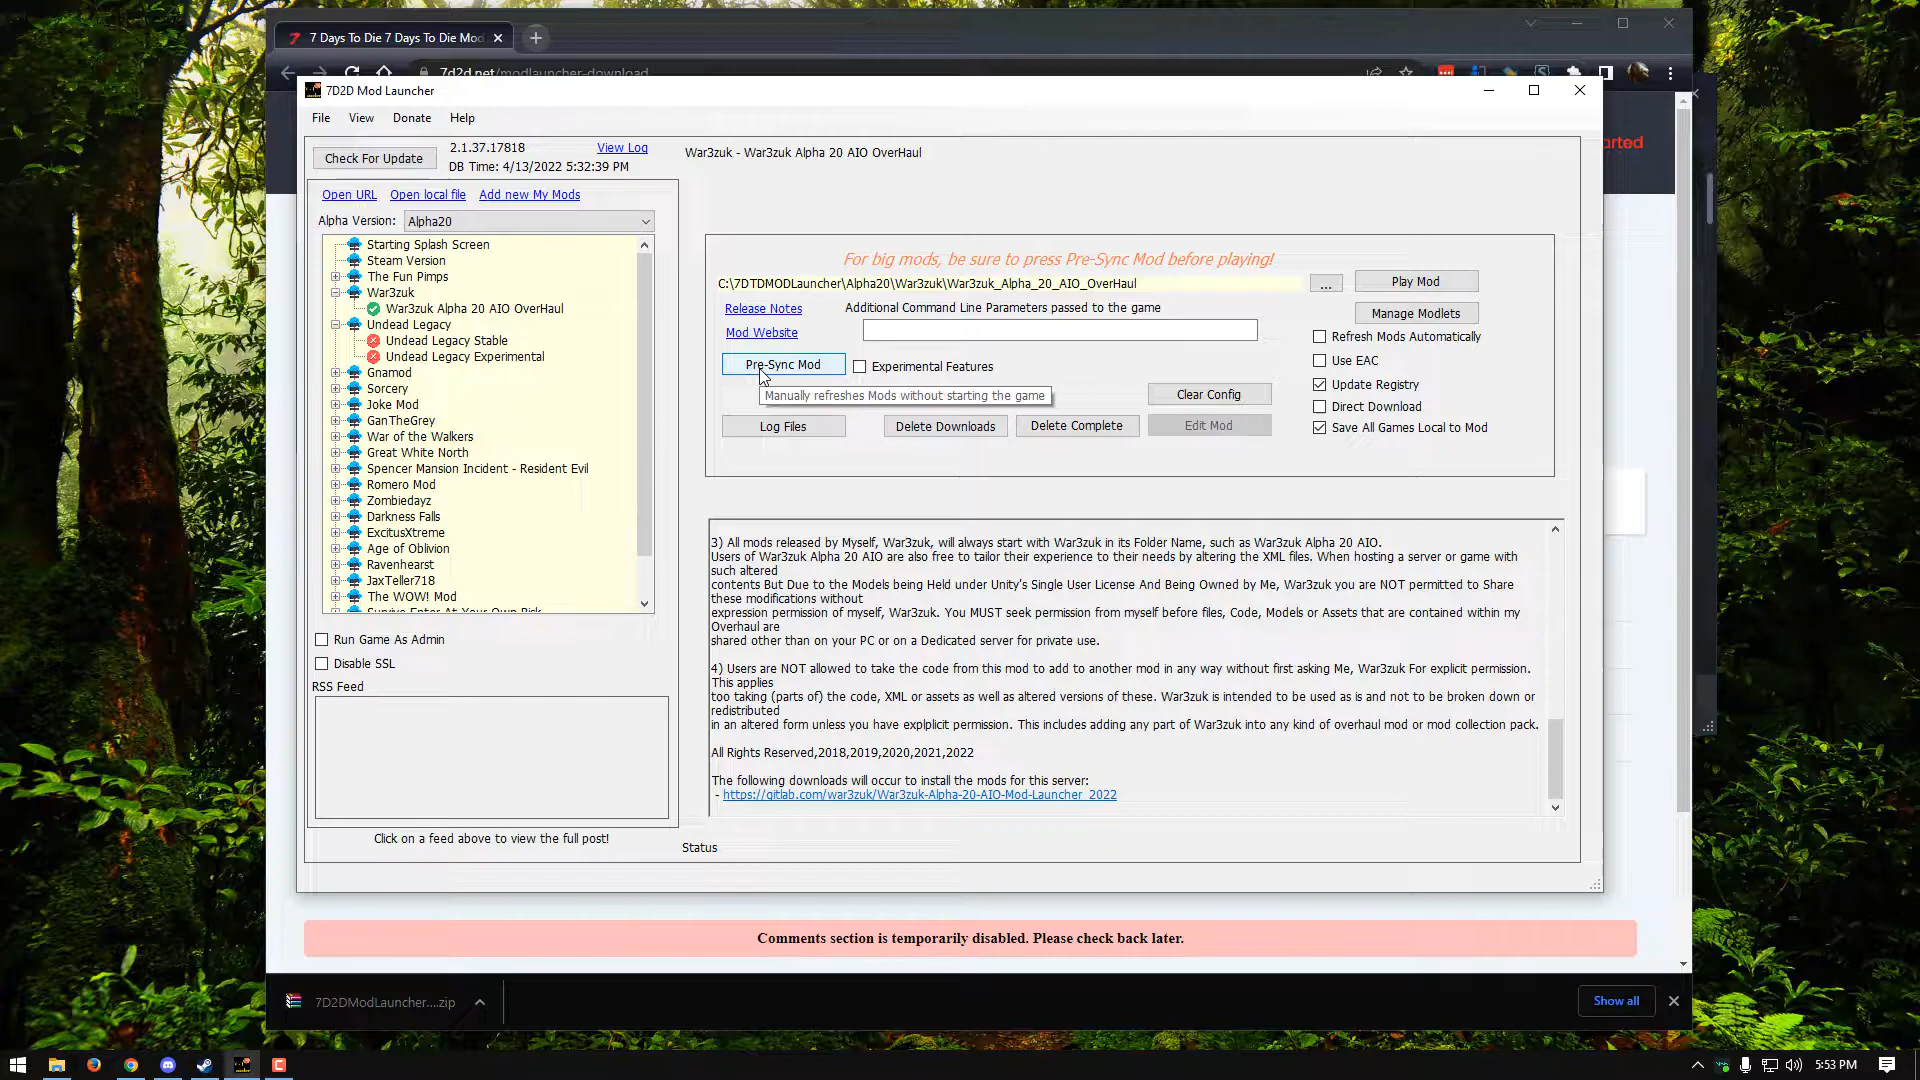 7 Days To Die 7 Days To Die Mod
7d2d.net/modlauncher-download
7D2D Mod Launcher
File View Donate Help
arted
Check For Update
2.1.37.17818
View Log
DB Time: 4/13/2022 5:32:39 PM
War3zuk - War3zuk Alpha 20 AIO OverHaul
Open URL Open local file Add new My Mods
Alpha Version: Alpha20
Starting Splash Screen
Steam Version
The Fun Pimps
War3zuk
War3zuk Alpha 20 AIO OverHaul
Undead Legacy
Undead Legacy Stable
Undead Legacy Experimental
Gnamod
Sorcery
Joke Mod
GanTheGrey
War of the Walkers
Great White North
Spencer Mansion Incident - Resident Evil
Romero Mod
Zombiedayz
Darkness Falls
ExcitusXtreme
Age of Oblivion
Ravenhearst
JaxTeller718
The WOW! Mod
Survive Enter At Your Own Risk
Run Game As Admin
Disable SSL
RSS Feed
Click on a feed above to view the full post!
For big mods, be sure to press Pre-Sync Mod before playing!
C:\7DTDMODLauncher\Alpha20\War3zuk\War3zuk_Alpha_20_AIO_OverHaul
...
Play Mod
Release Notes
Additional Command Line Parameters passed to the game
Manage Modlets
Mod Website
Refresh Mods Automatically
Pre-Sync Mod
Experimental Features
Use EAC
Manually refreshes Mods without starting the game
Clear Config
Update Registry
Direct Download
Log Files
Delete Downloads
Delete Complete
Edit Mod
Save All Games Local to Mod
3) All mods released by Myself, War3zuk, will always start with War3zuk in its Folder Name, such as War3zuk Alpha 20 AIO.
Users of War3zuk Alpha 20 AIO are also free to tailor their experience to their needs by altering the XML files. When hosting a server or game with
such altered
contents But Due to the Models being Held under Unity's Single User License And Being Owned by Me, War3zuk you are NOT permitted to Share
these modifications without
expression permission of myself, War3zuk. You MUST seek permission from myself before files, Code, Models or Assets that are contained within my
Overhaul are
shared other than on your PC or on a Dedicated server for private use.
4) Users are NOT allowed to take the code from this mod to add to another mod in any way without first asking Me, War3zuk For explicit permission.
This applies
too taking (parts of) the code, XML or assets as well as altered versions of these. War3zuk is intended to be used as is and not to be broken down or
redistributed
in an altered form unless you have explplicit permission. This includes adding any part of War3zuk into any kind of overhaul mod or mod collection pack.
All Rights Reserved,2018,2019,2020,2021,2022
The following downloads will occur to install the mods for this server:
- https://gitlab.com/war3zuk/War3zuk-Alpha-20-AIO-Mod-Launcher_2022
Status
Comments section is temporarily disabled. Please check back later.
7D2DModLauncher....zip
Show all
5:53 PM